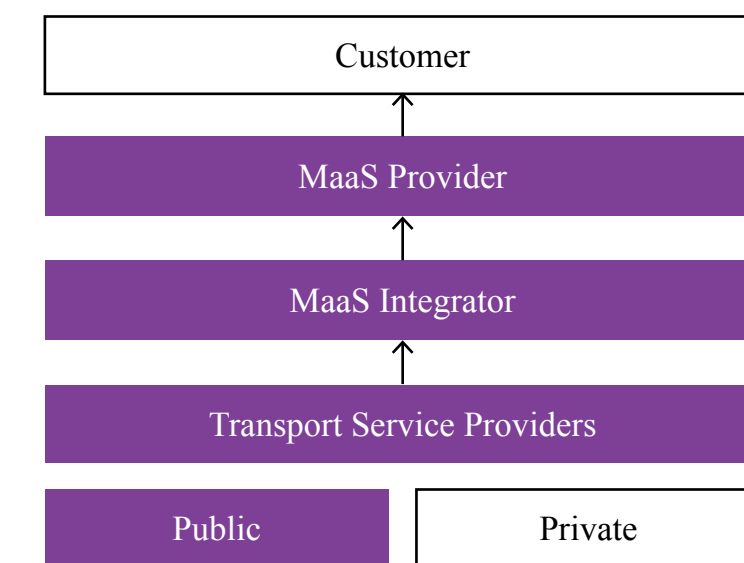 Customer
MaaS Provider
MaaS Integrator
Transport Service Providers
Public
Private